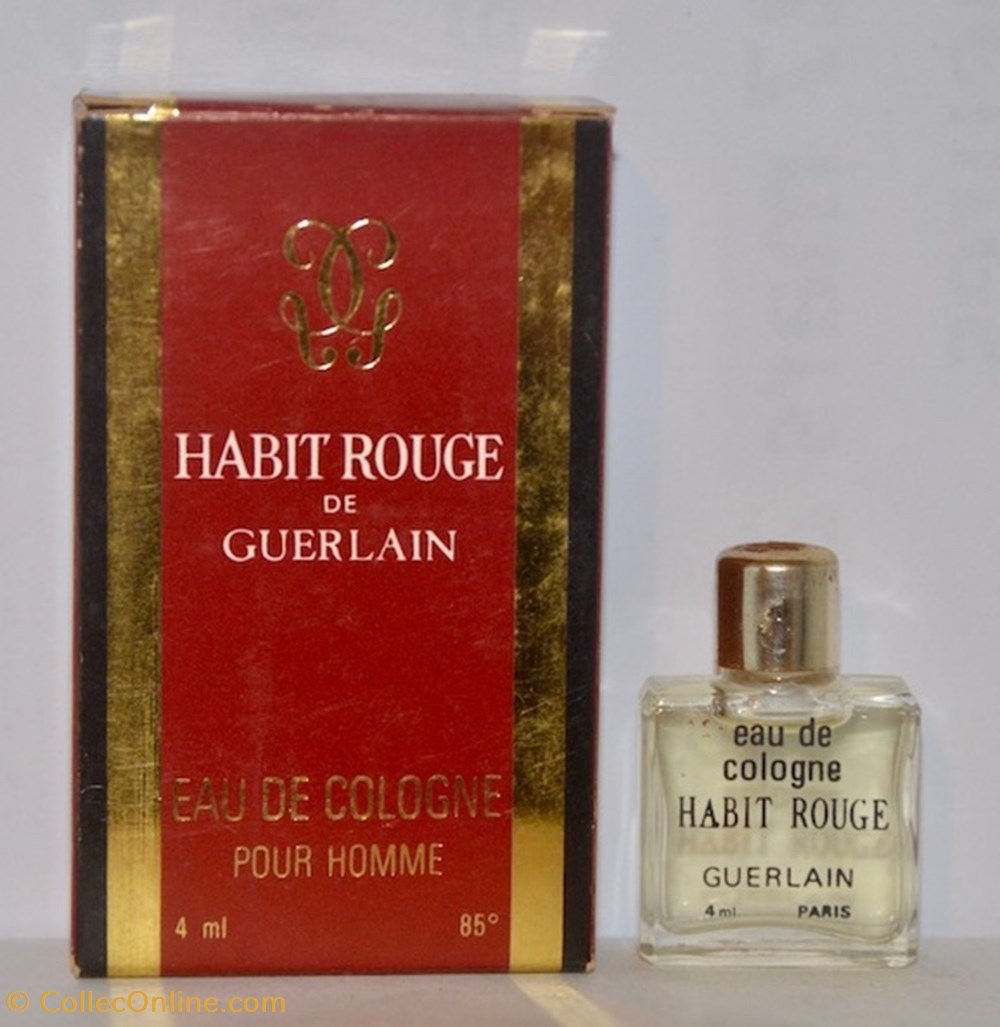 HABIT ROUGE
DE
GUERLAIN
EAU DE COLOGNE
POUR HOMME
4 ml 85°
eau de
cologne
HABIT ROUGE
GUERLAIN
4 ml. PARIS
© CollecOnline.com